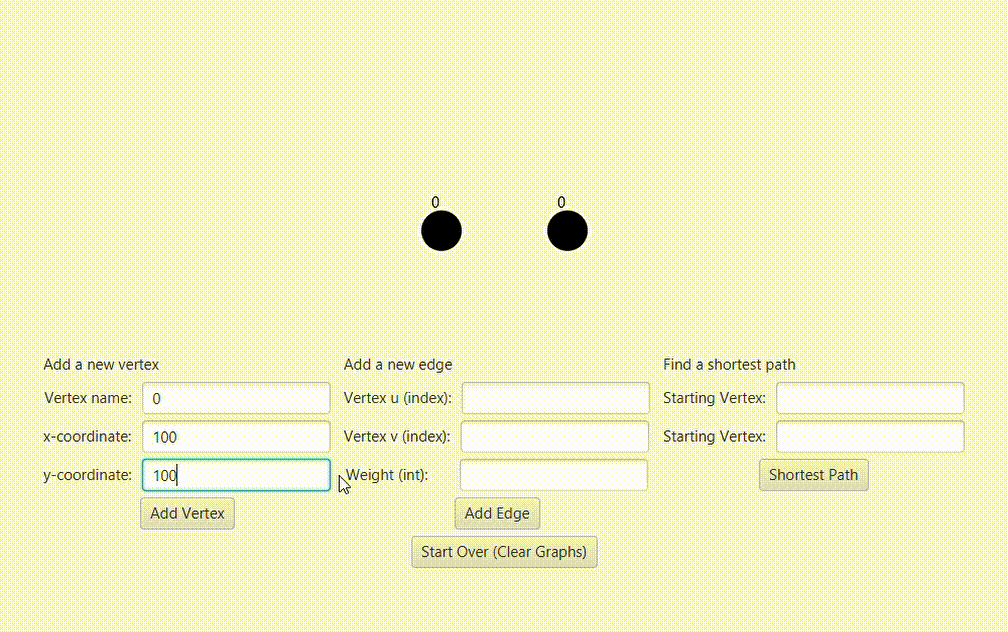 0 0
Add a new vertex Add a new edge Find a shortest path
Vertex name: 0 Vertex u (index): Starting Vertex:
x-coordinate: 100 Vertex v (index): Starting Vertex:
y-coordinate: 100 Weight (int): Shortest Path
Add Vertex Add Edge
Start Over (Clear Graphs)